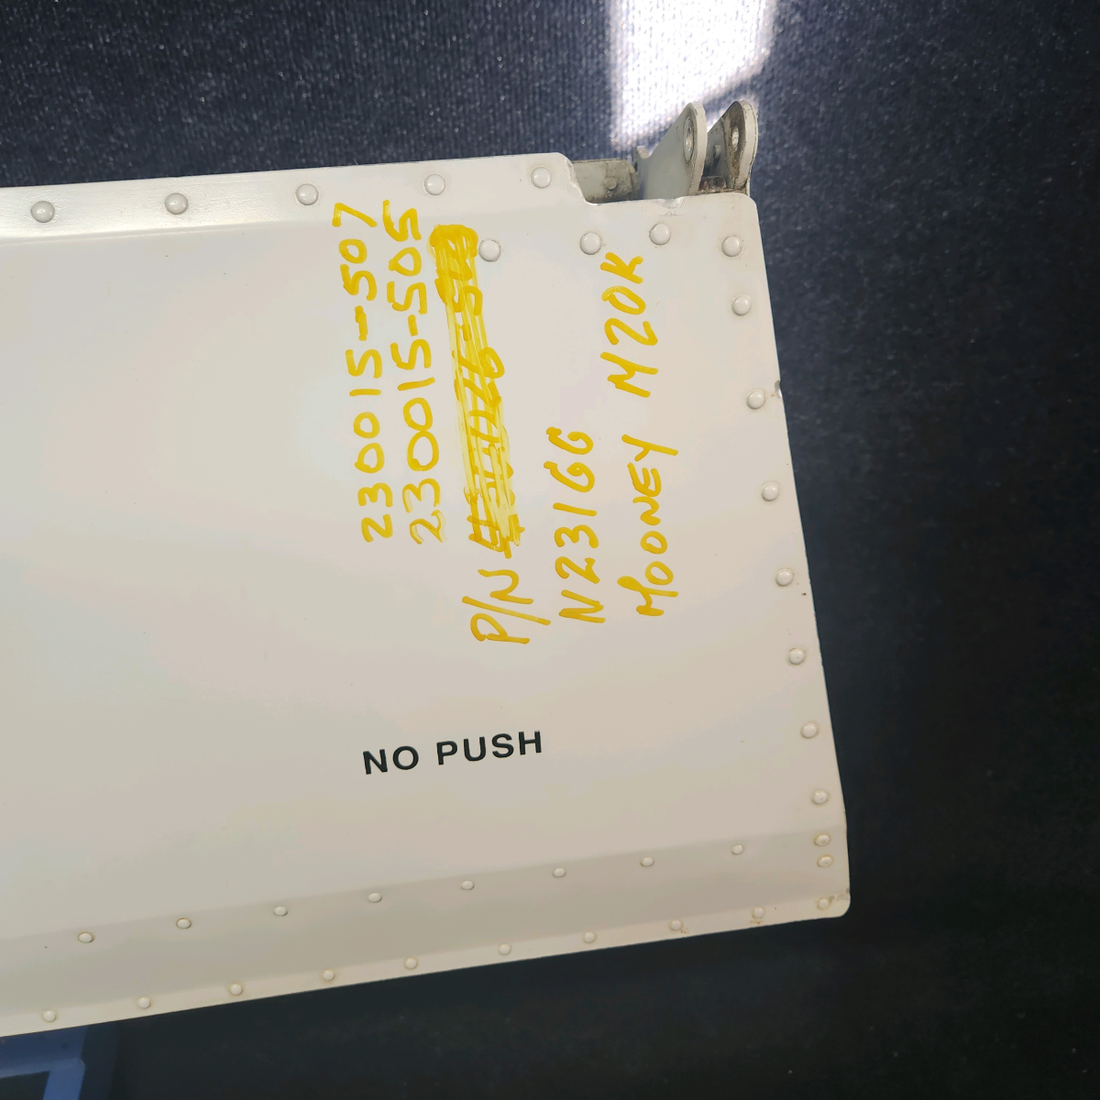 MOONEY M20K
N231GG
P/N
230015-505
230015-507
NO PUSH